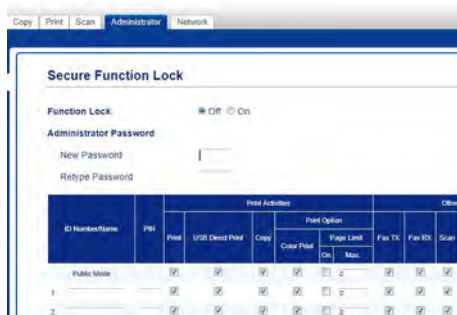 Copy Print Scan Administrator Network
Secure Function Lock
Function Lock Off On
Administrator Password
New Password
Retype Password
Print Activities
Print Option
ID Number/Name PIN Print USB Direct Print Copy Color Print Page Limit Fax TX Fax RX Scan
On Max.
Public Mode 0
1 0
2 0